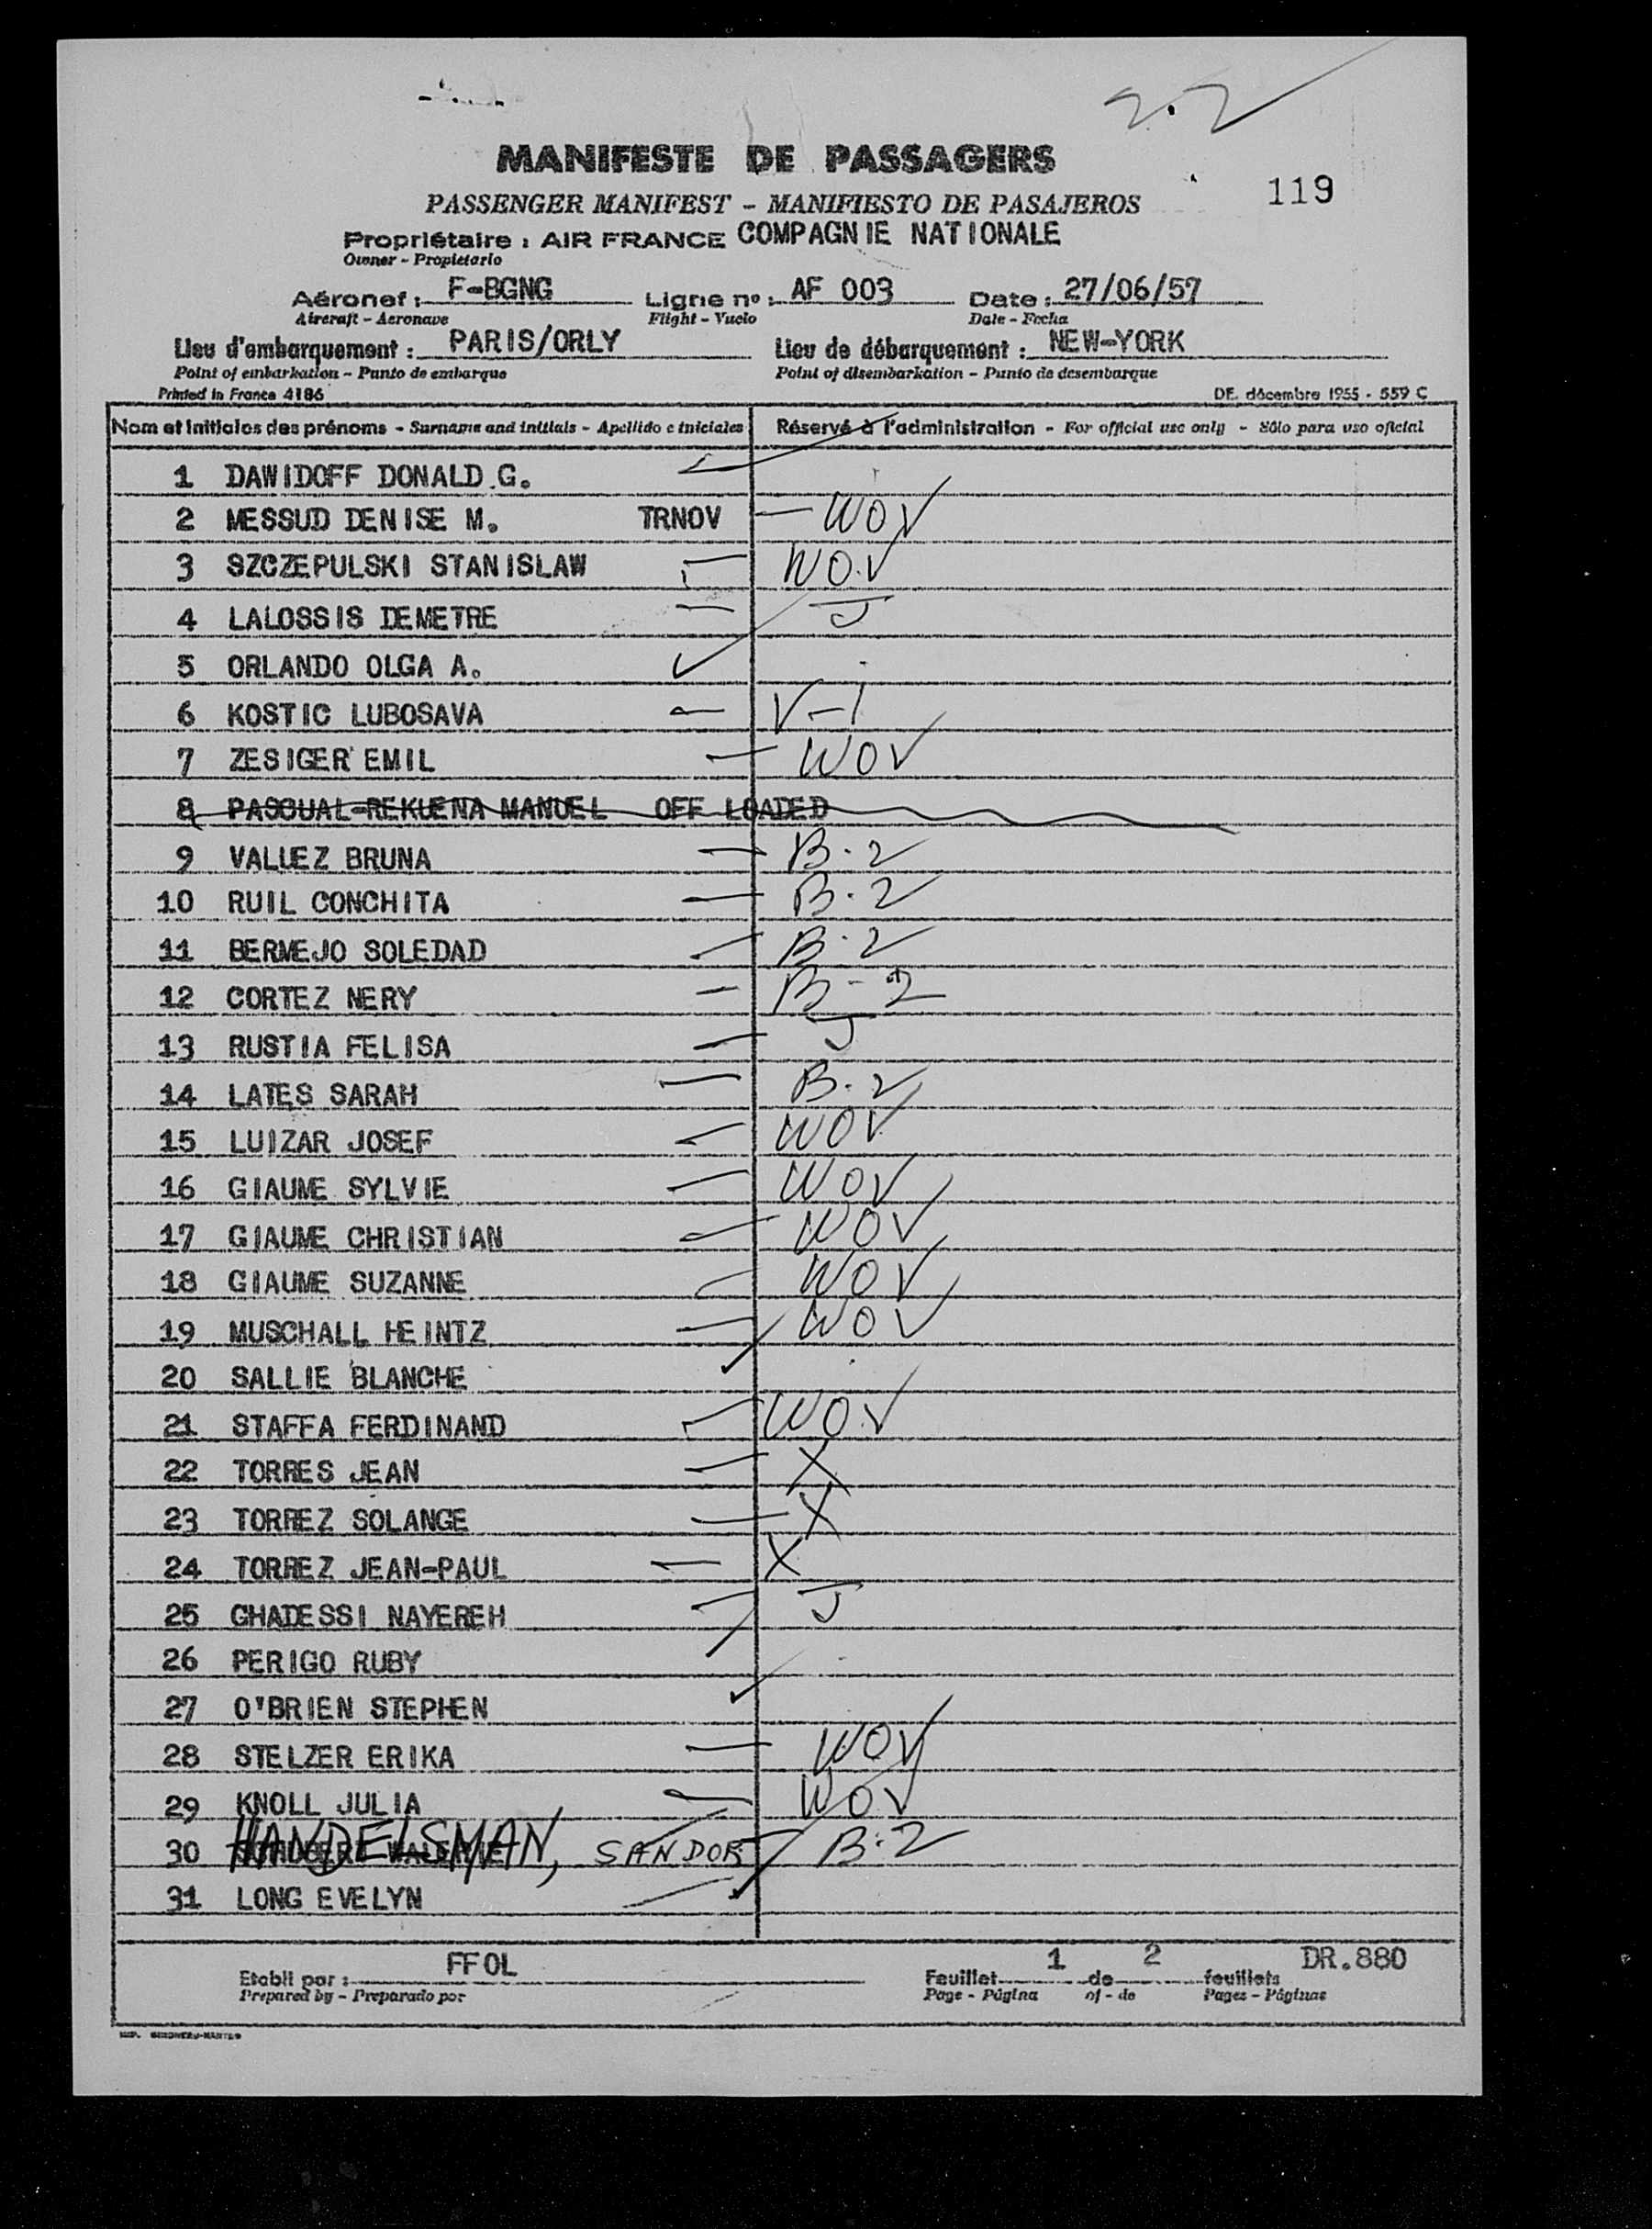 2.2
MANIFESTE DE PASSAGERS
PASSENGER MANIFEST - MANIFIESTO DE PASAJEROS
119
Propriétaire : AIR FRANCE COMPAGNIE NATIONALE
Owner - Propietario
Aéronef : F-BGNG Ligne nº : AF 003 Date : 27/06/57
Aircraft - Aeronave Flight - Vuelo Date - Fecha
Lieu d'embarquement : PARIS/ORLY Lieu de débarquement : NEW-YORK
Point of embarkation - Punto de embarque Point of disembarkation - Punto de desembarque
Printed in France 4186 DE. décembre 1955 - 559 C
Nom et initiales des prénoms - Surname and initials - Apellido e iniciales Réservé à l'administration - For official use only - Sólo para uso oficial
1 DAWIDOFF DONALD G.
2 MESSUD DENISE M. TRNOV — WOV
3 SZCZEPULSKI STANISLAW WOV
4 LALOSSIS DEMETRE — J
5 ORLANDO OLGA A. ✓
6 KOSTIC LUBOSAVA — V-1
7 ZESIGER EMIL — WOV
8 PASCUAL-REKUENA MANUEL OFF LOADED
9 VALUEZ BRUNA — B-2
10 RUIL CONCHITA — B-2
11 BERMEJO SOLEDAD — B-2
12 CORTEZ NERY — B-2
13 RUSTIA FELISA — J
14 LATES SARAH — B-2
15 LUIZAR JOSEF — WOV
16 GIAUME SYLVIE — WOV
17 GIAUME CHRISTIAN — WOV
18 GIAUME SUZANNE WOV
19 MUSCHALL HEINTZ — WOV
20 SALLIE BLANCHE ✓
21 STAFFA FERDINAND WOV
22 TORRES JEAN — X
23 TORREZ SOLANGE — X
24 TORREZ JEAN-PAUL — X
25 GHADESSI NAYEREH — J
26 PERIGO RUBY
27 O'BRIEN STEPHEN ✓
28 STELZER ERIKA — WOV
29 KNOLL JULIA — WOV
30 HANDELSMAN, SANDOR B-2
31 LONG EVELYN ✓
Etabli par : FFOL Feuillet 1 de 2 feuillets DR.880
Prepared by - Preparado por Page - Página of - de Pages - Páginas